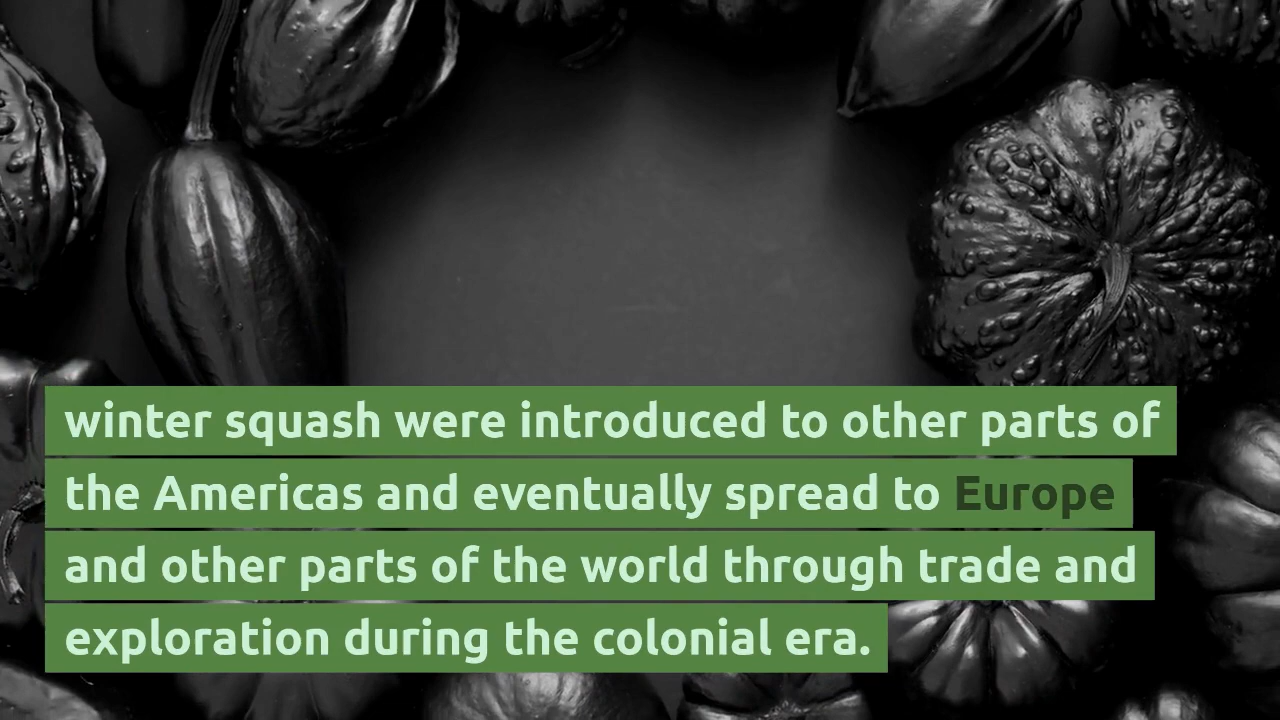 winter squash were introduced to other parts of
the Americas and eventually spread to Europe
and other parts of the world through trade and
exploration during the colonial era.